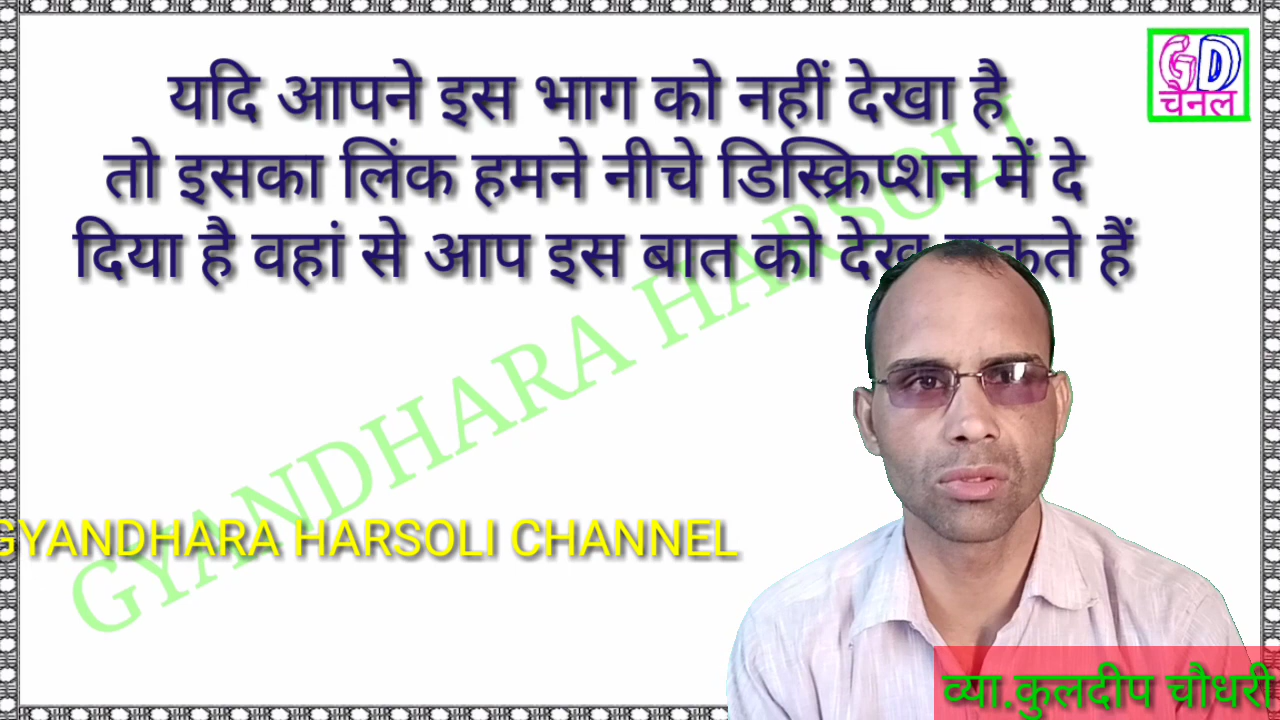 GD
चैनल
यदि आपने इस भाग को नहीं देखा है
तो इसका लिंक हमने नीचे डिस्क्रिप्शन में दे
दिया है वहां से आप इस बात को देख सकते हैं
GYANDHARA HARSOLI
GYANDHARA HARSOLI CHANNEL
व्या.कुलदीप चौधरी